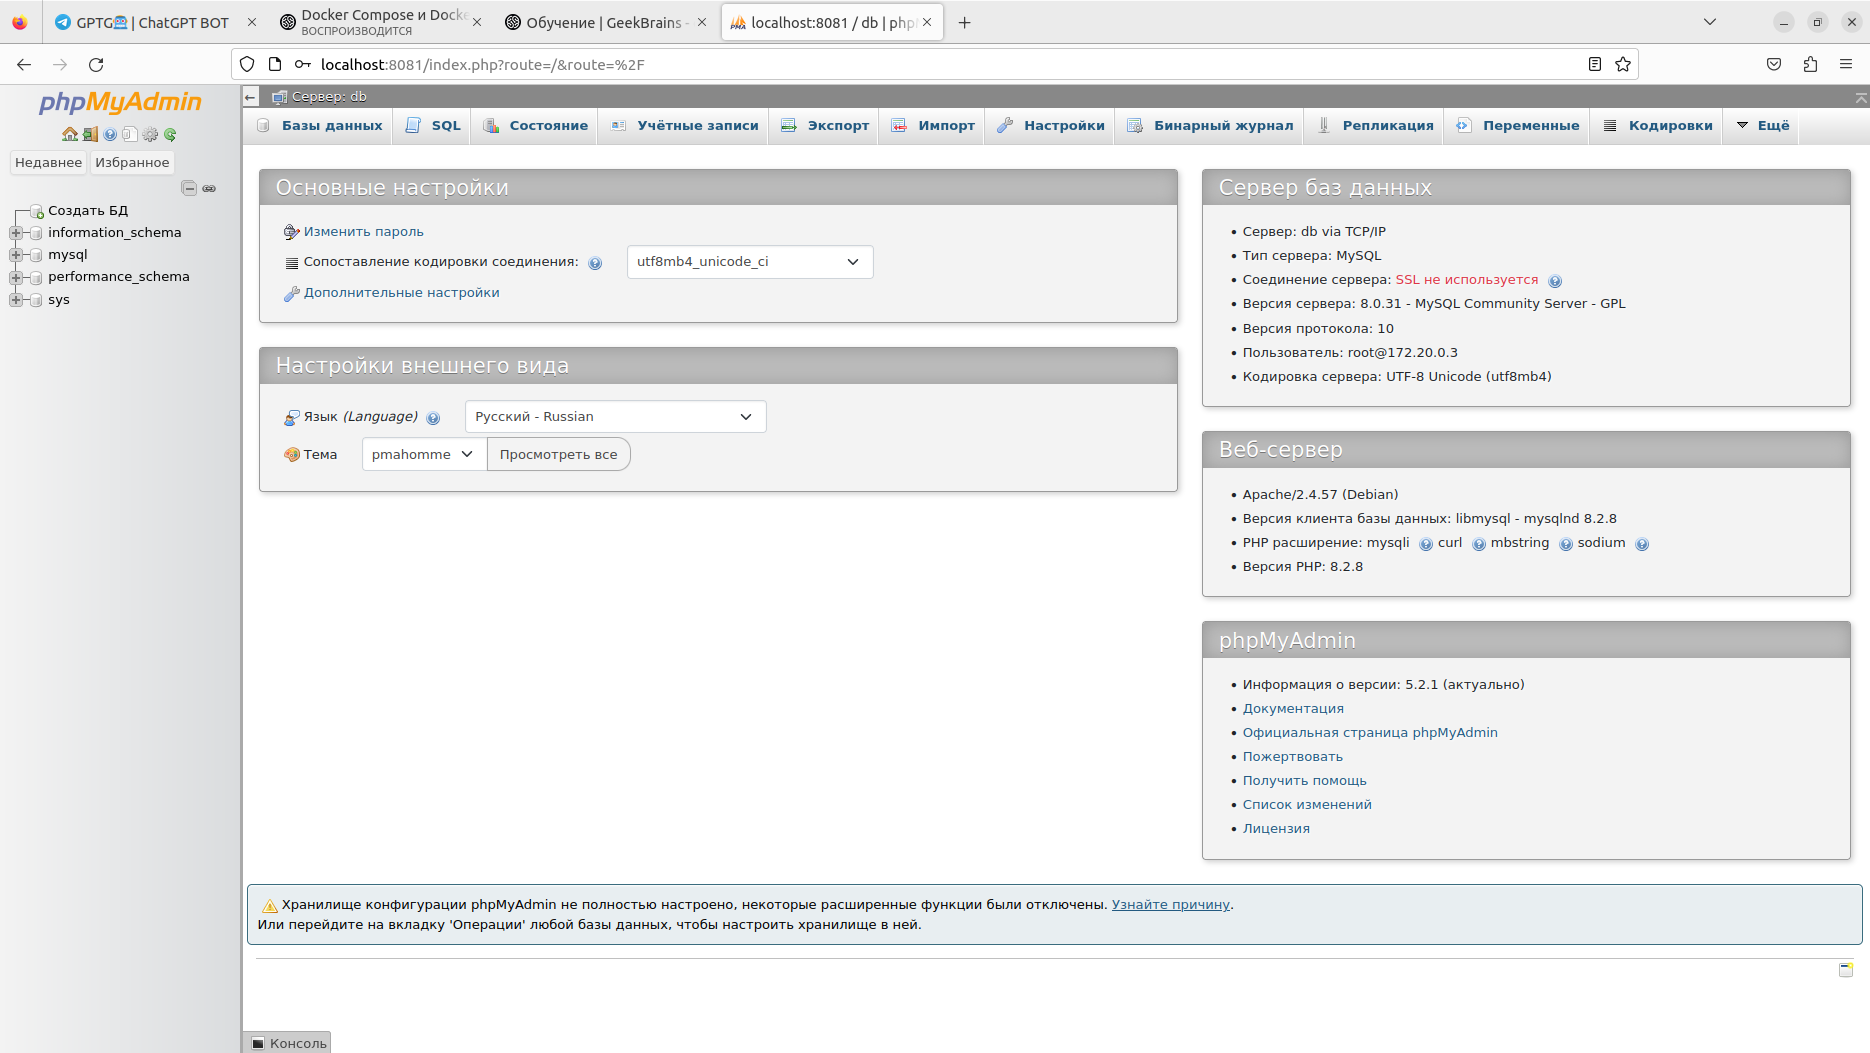 GPTG | ChatGPT BOT
Docker Compose и Docke
ВОСПРОИЗВОДИТСЯ
Обучение | GeekBrains -
localhost:8081 / db | php
localhost:8081/index.php?route=/&route=%2F
phpMyAdmin
Недавнее
Избранное
Создать БД
information_schema
mysql
performance_schema
sys
Сервер: db
Базы данных
SQL
Состояние
Учётные записи
Экспорт
Импорт
Настройки
Бинарный журнал
Репликация
Переменные
Кодировки
Ещё
Основные настройки
Изменить пароль
Сопоставление кодировки соединения:
utf8mb4_unicode_ci
Дополнительные настройки
Настройки внешнего вида
Язык (Language)
Русский - Russian
Тема
pmahomme
Просмотреть все
Сервер баз данных
• Сервер: db via TCP/IP
• Тип сервера: MySQL
• Соединение сервера: SSL не используется
• Версия сервера: 8.0.31 - MySQL Community Server - GPL
• Версия протокола: 10
• Пользователь: root@172.20.0.3
• Кодировка сервера: UTF-8 Unicode (utf8mb4)
Веб-сервер
• Apache/2.4.57 (Debian)
• Версия клиента базы данных: libmysql - mysqlnd 8.2.8
• PHP расширение: mysqli curl mbstring sodium
• Версия PHP: 8.2.8
phpMyAdmin
• Информация о версии: 5.2.1 (актуально)
• Документация
• Официальная страница phpMyAdmin
• Пожертвовать
• Получить помощь
• Список изменений
• Лицензия
Хранилище конфигурации phpMyAdmin не полностью настроено, некоторые расширенные функции были отключены. Узнайте причину.
Или перейдите на вкладку 'Операции' любой базы данных, чтобы настроить хранилище в ней.
Консоль